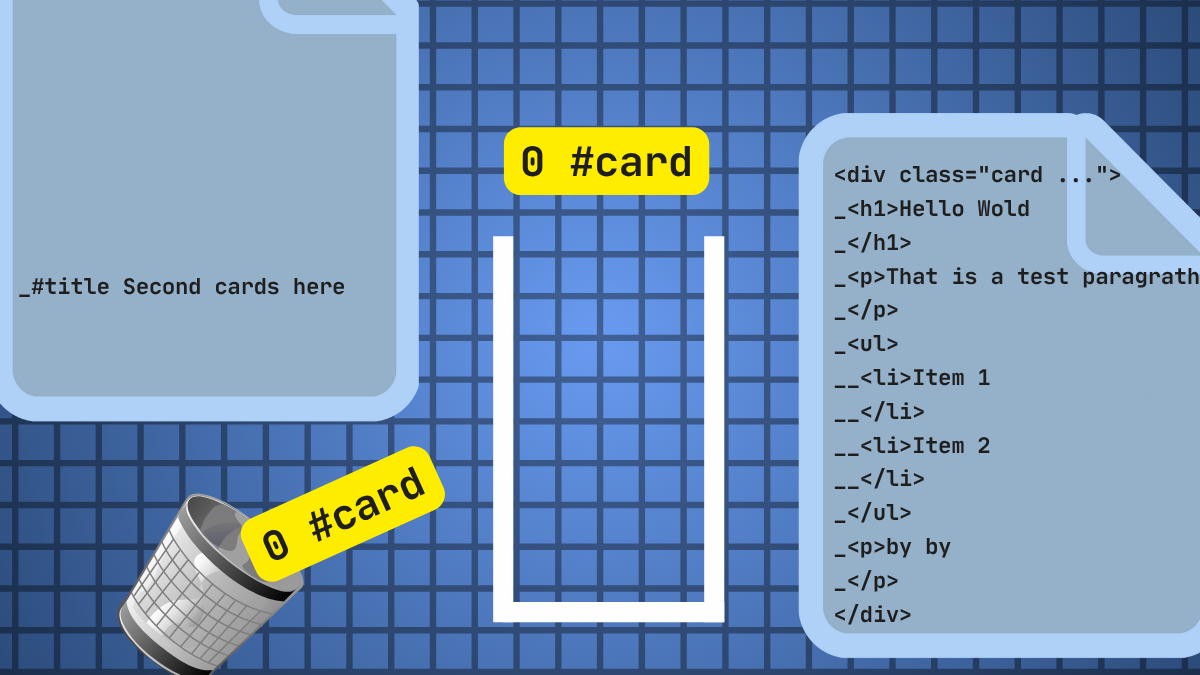 _#title Second cards here
0 #card
0 #card
<div class="card ...">
_<h1>Hello Wold
_</h1>
_<p>That is a test paragrath
_</p>
_<ul>
__<li>Item 1
__</li>
__<li>Item 2
__</li>
_</ul>
_<p>by by
_</p>
</div>